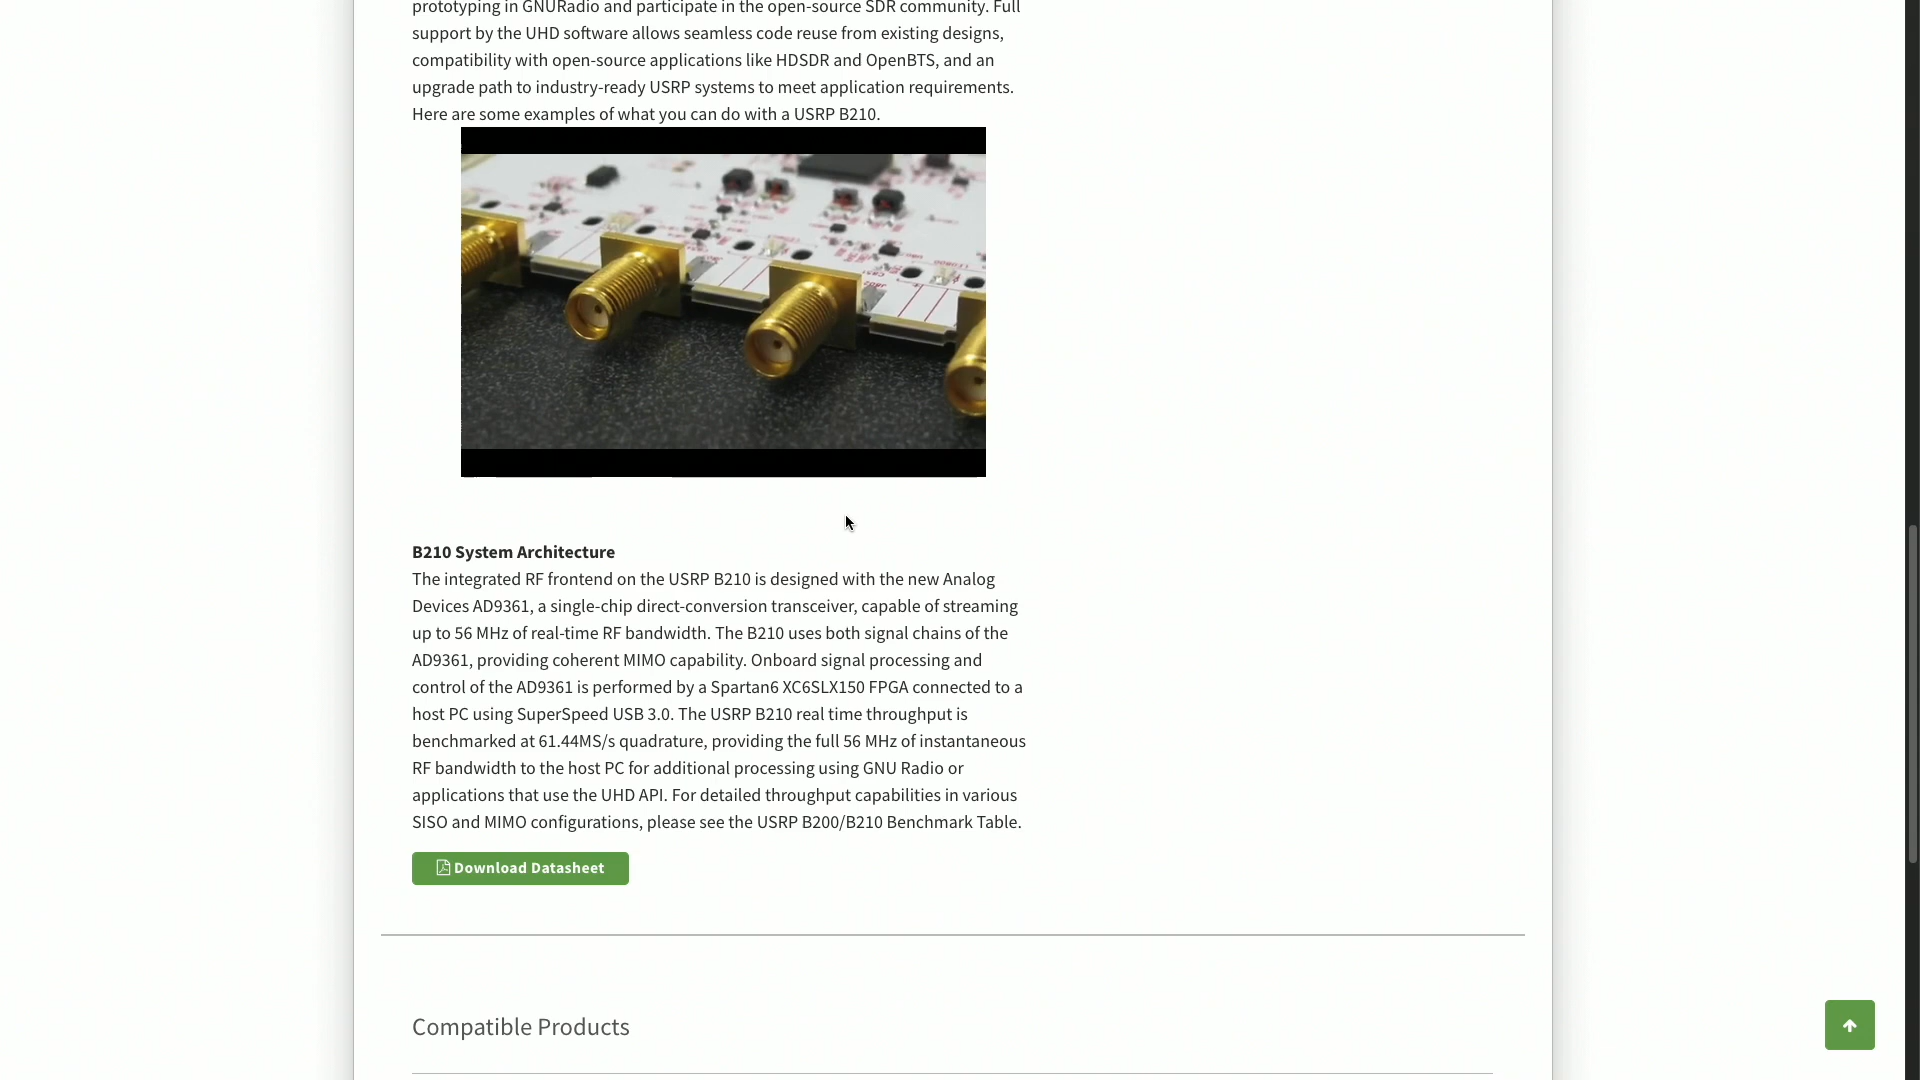 prototyping in GNURadio and participate in the open-source SDR community. Full
support by the UHD software allows seamless code reuse from existing designs,
compatibility with open-source applications like HDSDR and OpenBTS, and an
upgrade path to industry-ready USRP systems to meet application requirements.
Here are some examples of what you can do with a USRP B210.
B210 System Architecture
The integrated RF frontend on the USRP B210 is designed with the new Analog
Devices AD9361, a single-chip direct-conversion transceiver, capable of streaming
up to 56 MHz of real-time RF bandwidth. The B210 uses both signal chains of the
AD9361, providing coherent MIMO capability. Onboard signal processing and
control of the AD9361 is performed by a Spartan6 XC6SLX150 FPGA connected to a
host PC using SuperSpeed USB 3.0. The USRP B210 real time throughput is
benchmarked at 61.44MS/s quadrature, providing the full 56 MHz of instantaneous
RF bandwidth to the host PC for additional processing using GNU Radio or
applications that use the UHD API. For detailed throughput capabilities in various
SISO and MIMO configurations, please see the USRP B200/B210 Benchmark Table.
Download Datasheet
Compatible Products